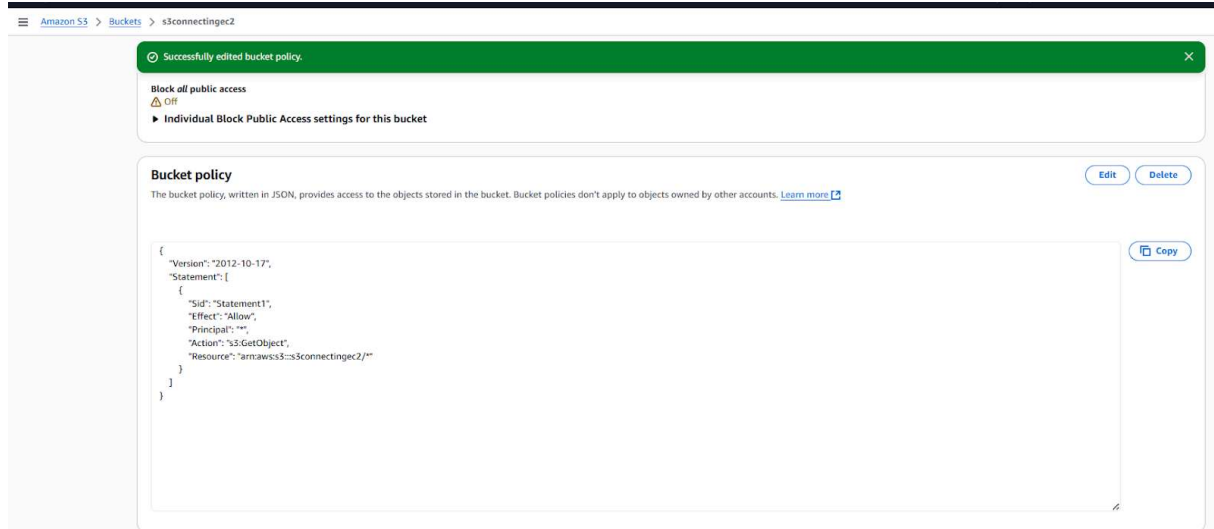 Amazon S3 > Buckets > s3connectingec2
Successfully edited bucket policy.
Block all public access
Off
Individual Block Public Access settings for this bucket
Bucket policy
Edit
Delete
The bucket policy, written in JSON, provides access to the objects stored in the bucket. Bucket policies don't apply to objects owned by other accounts. Learn more
Copy
{
"Version": "2012-10-17",
"Statement": [
{
"Sid": "Statement1",
"Effect": "Allow",
"Principal": "*",
"Action": "s3:GetObject",
"Resource": "arn:aws:s3:::s3connectingec2/*"
}
]
}